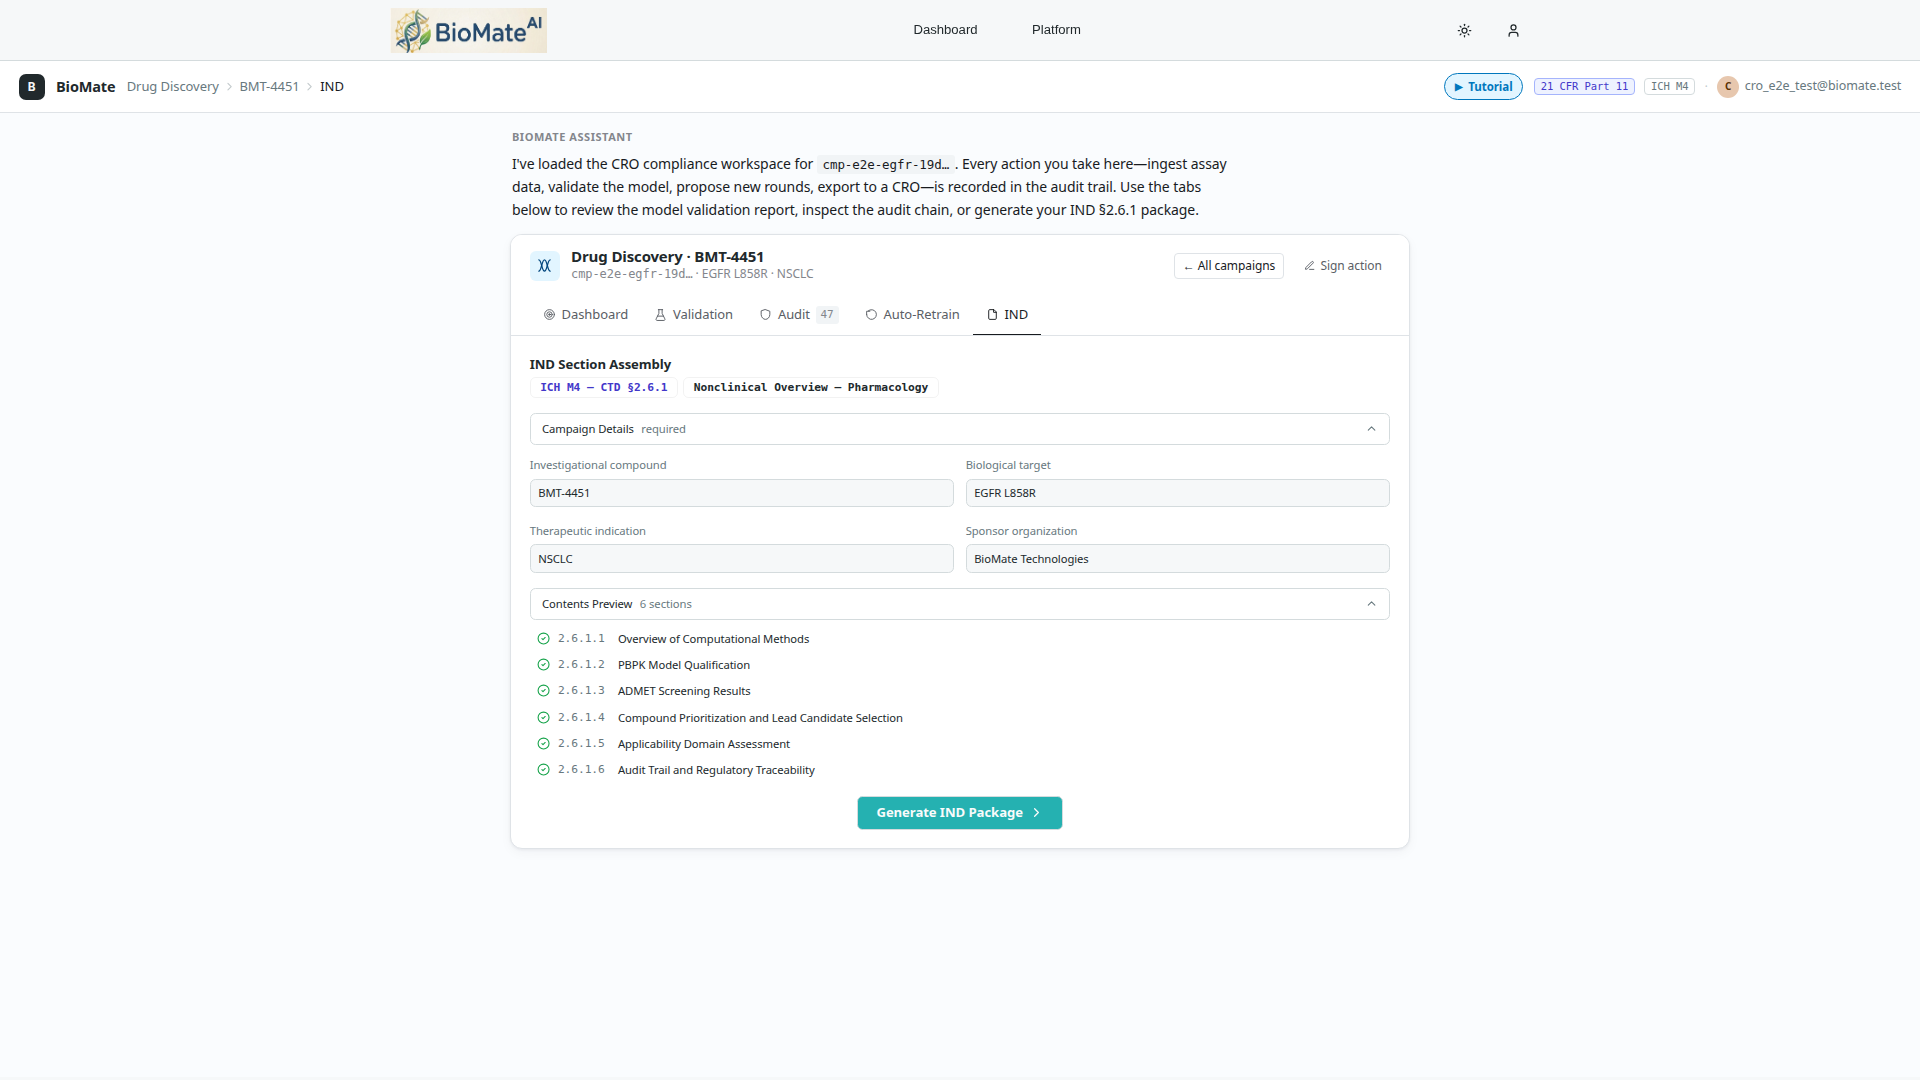 BioMate AI
Dashboard
Platform
B
BioMate
Drug Discovery
BMT-4451
IND
Tutorial
21 CFR Part 11
ICH M4
·
C
cro_e2e_test@biomate.test
BIOMATE ASSISTANT
I've loaded the CRO compliance workspace for cmp-e2e-egfr-19d… . Every action you take here—ingest assay
data, validate the model, propose new rounds, export to a CRO—is recorded in the audit trail. Use the tabs
below to review the model validation report, inspect the audit chain, or generate your IND §2.6.1 package.
Drug Discovery · BMT-4451
cmp-e2e-egfr-19d… · EGFR L858R · NSCLC
← All campaigns
Sign action
Dashboard
Validation
Audit 47
Auto-Retrain
IND
IND Section Assembly
ICH M4 — CTD §2.6.1
Nonclinical Overview — Pharmacology
Campaign Details required
Investigational compound
Biological target
BMT-4451
EGFR L858R
Therapeutic indication
Sponsor organization
NSCLC
BioMate Technologies
Contents Preview 6 sections
2.6.1.1 Overview of Computational Methods
2.6.1.2 PBPK Model Qualification
2.6.1.3 ADMET Screening Results
2.6.1.4 Compound Prioritization and Lead Candidate Selection
2.6.1.5 Applicability Domain Assessment
2.6.1.6 Audit Trail and Regulatory Traceability
Generate IND Package